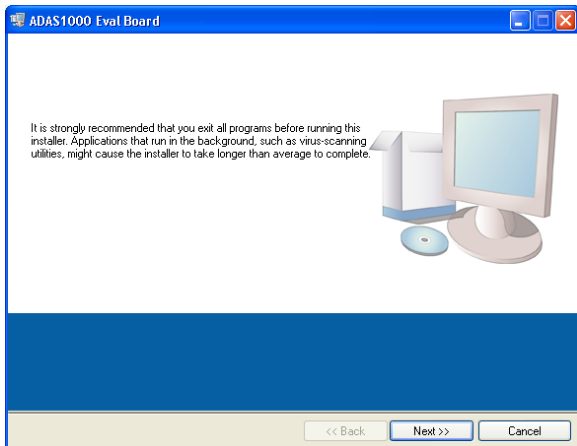 ADAS1000 Eval Board
It is strongly recommended that you exit all programs before running this
installer. Applications that run in the background, such as virus-scanning
utilities, might cause the installer to take longer than average to complete.
<< Back Next >> Cancel